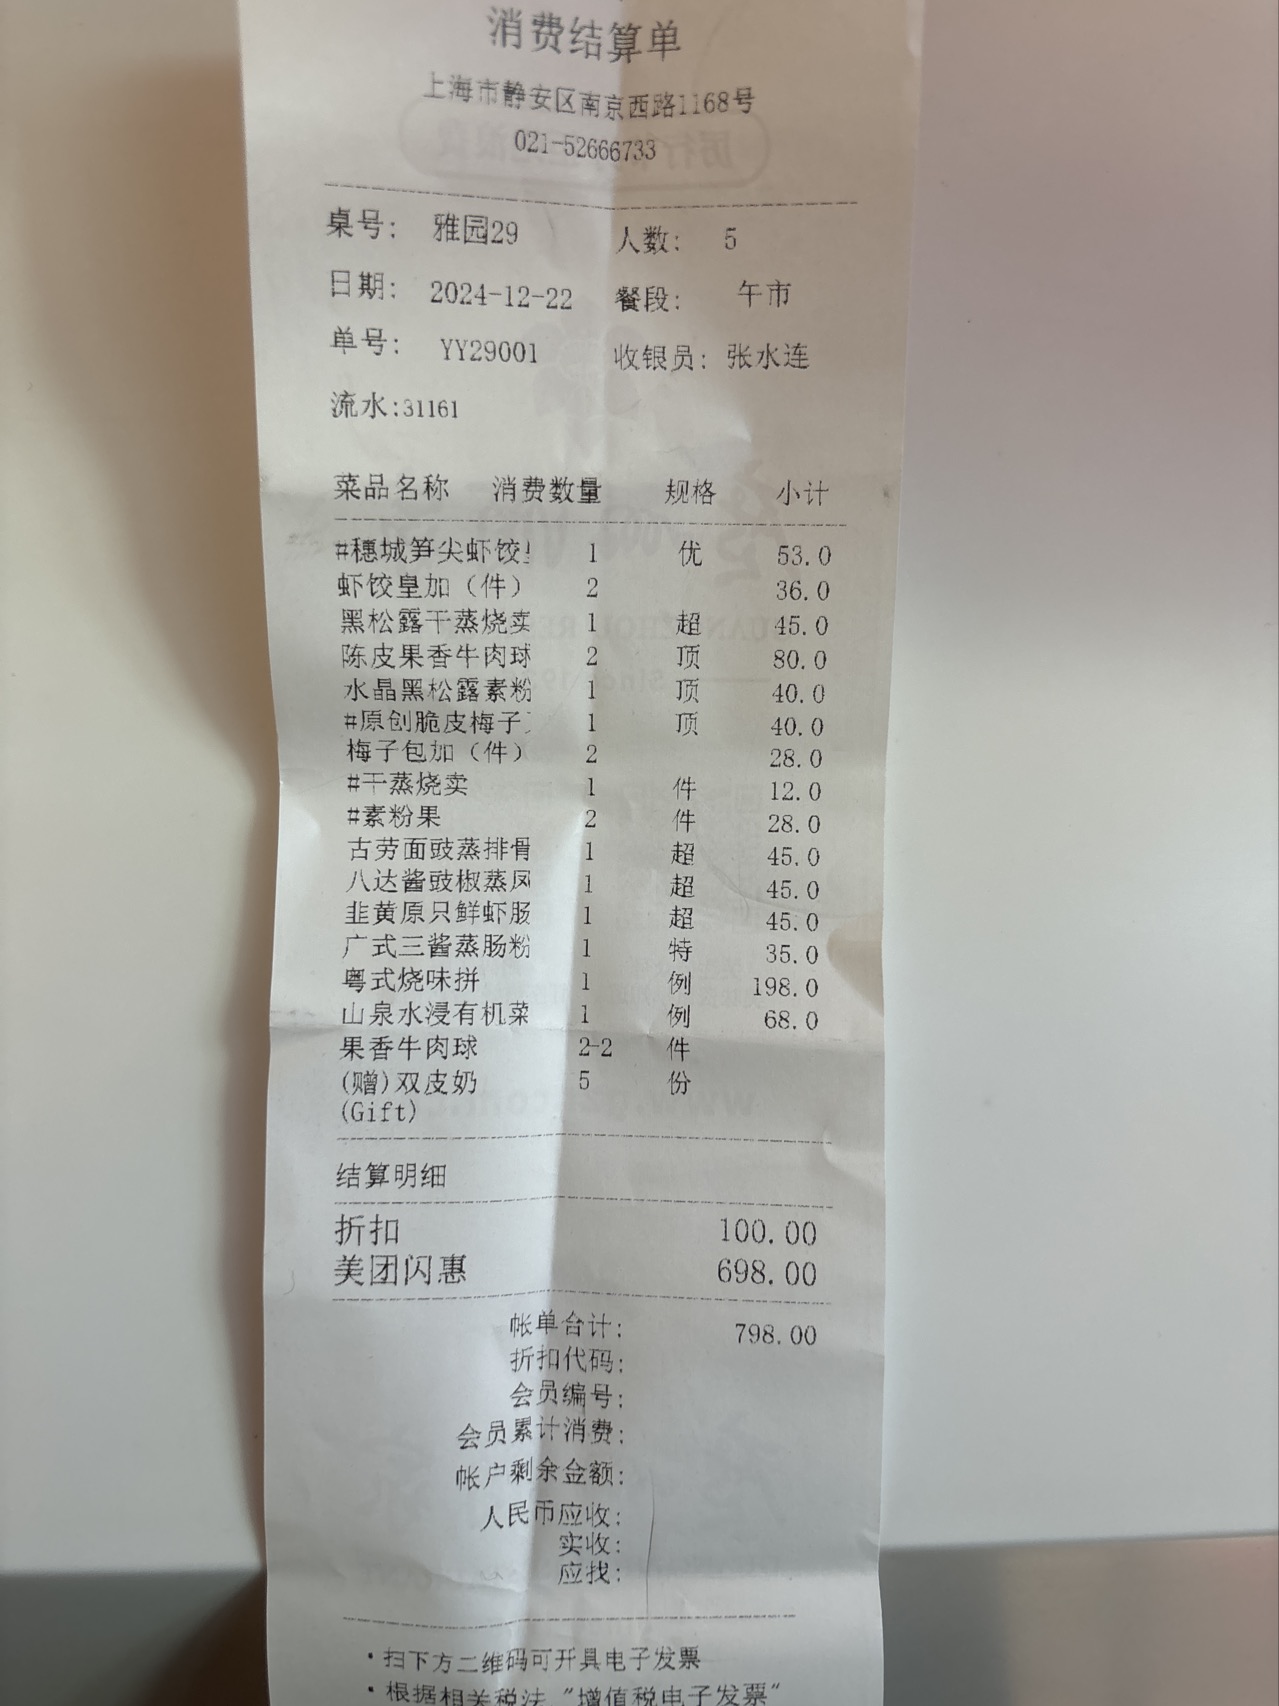 消费结算单
上海市静安区南京西路1168号
021-52666733
桌号: 雅园29 人数: 5
日期: 2024-12-22 餐段: 午市
单号: YY29001 收银员: 张水连
流水:31161
菜品名称 消费数量 规格 小计
#穗城笋尖虾饺 1 优 53.0
虾饺皇加（件） 2 36.0
黑松露干蒸烧卖 1 超 45.0
陈皮果香牛肉球 2 顶 80.0
水晶黑松露素粉 1 顶 40.0
#原创脆皮梅子 1 顶 40.0
梅子包加（件） 2 28.0
#干蒸烧卖 1 件 12.0
#素粉果 2 件 28.0
古劳面豉蒸排骨 1 超 45.0
八达酱豉椒蒸凤 1 超 45.0
韭黄原只鲜虾肠 1 超 45.0
广式三酱蒸肠粉 1 特 35.0
粤式烧味拼 1 例 198.0
山泉水浸有机菜 1 例 68.0
果香牛肉球 2-2 件
(赠)双皮奶 5 份
(Gift)
结算明细
折扣 100.00
美团闪惠 698.00
帐单合计: 798.00
折扣代码:
会员编号:
会员累计消费:
帐户剩余金额:
人民币应收:
实收:
应找:
·扫下方二维码可开具电子发票
·根据相关税法“增值税电子发票“